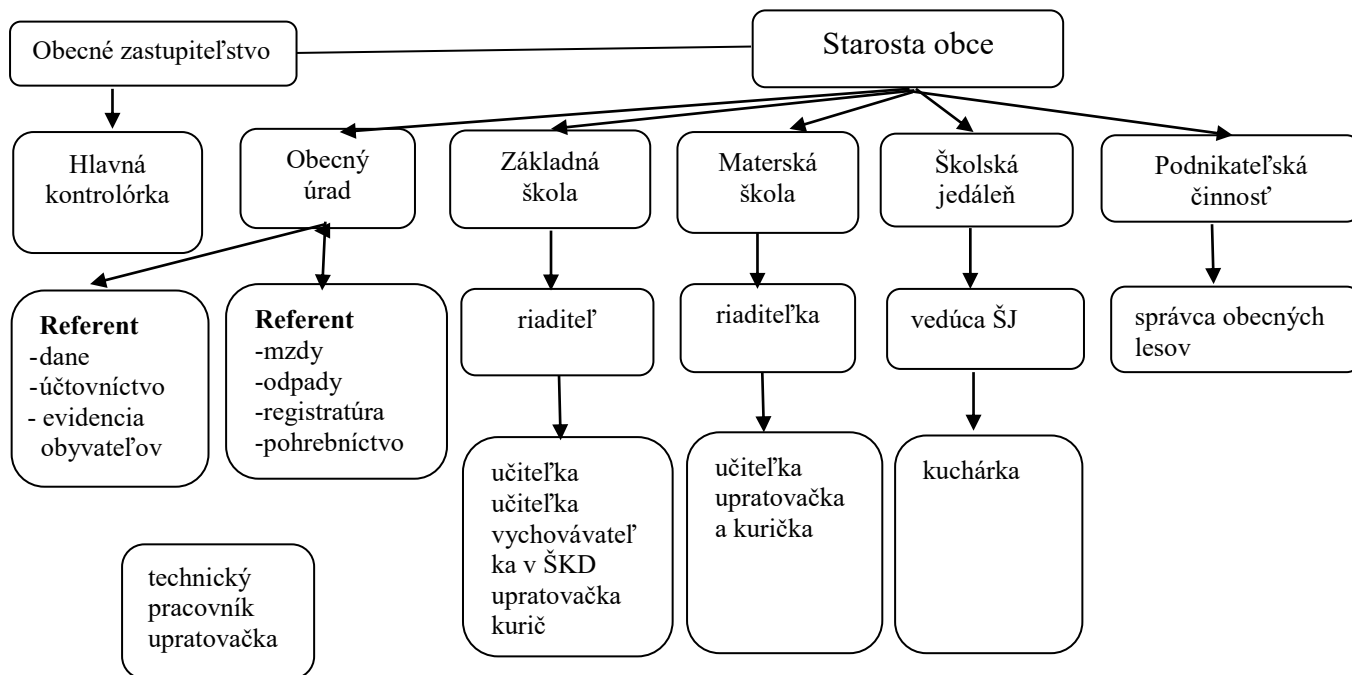 Obecné zastupiteľstvo
Starosta obce
Hlavná
kontrolórka
Obecný
úrad
Základná
škola
Materská
škola
Školská
jedáleň
Podnikateľská
činnosť
Referent
-dane
-účtovníctvo
- evidencia
obyvateľov
Referent
-mzdy
-odpady
-registratúra
-pohrebníctvo
riaditeľ
riaditeľka
vedúca ŠJ
správca obecných
lesov
učiteľka
učiteľka
vychovávateľ
ka v ŠKD
upratovačka
kurič
učiteľka
upratovačka
a kurička
kuchárka
technický
pracovník
upratovačka